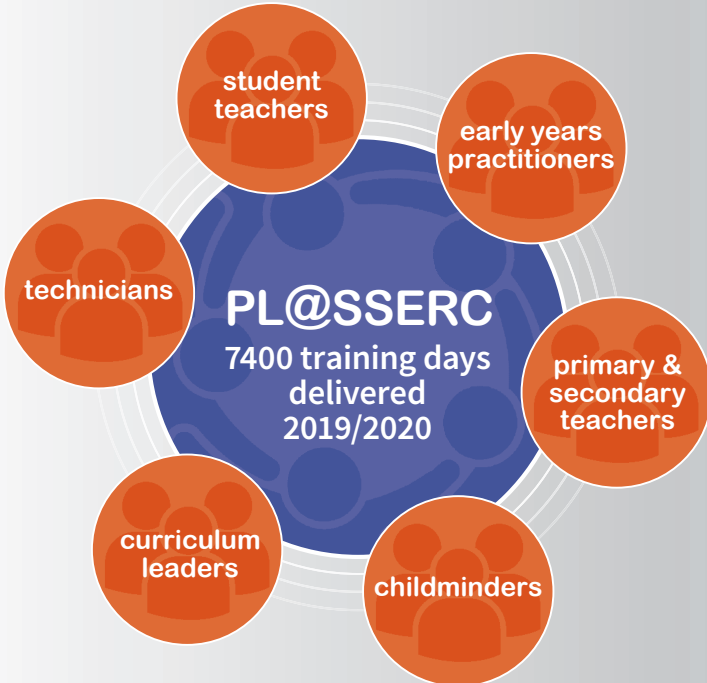 student
teachers
early years
practitioners
technicians
PL@SSERC
7400 training days
delivered
2019/2020
primary &
secondary
teachers
curriculum
leaders
childminders